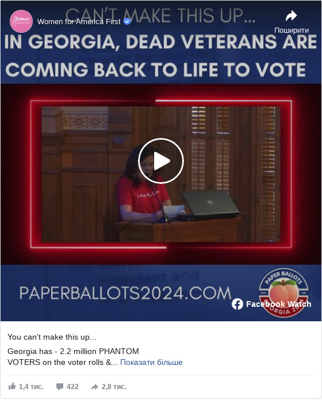 CAN'T MAKE THIS UP...
Women for America First
Поширити
IN GEORGIA, DEAD VETERANS ARE
COMING BACK TO LIFE TO VOTE
PAPERBALLOTS2024.COM
PAPER BALLOTS
Facebook Watch
You can't make this up...
Georgia has - 2.2 million PHANTOM
VOTERS on the voter rolls &... Показати більше
1,4 тис.
422
2,8 тис.